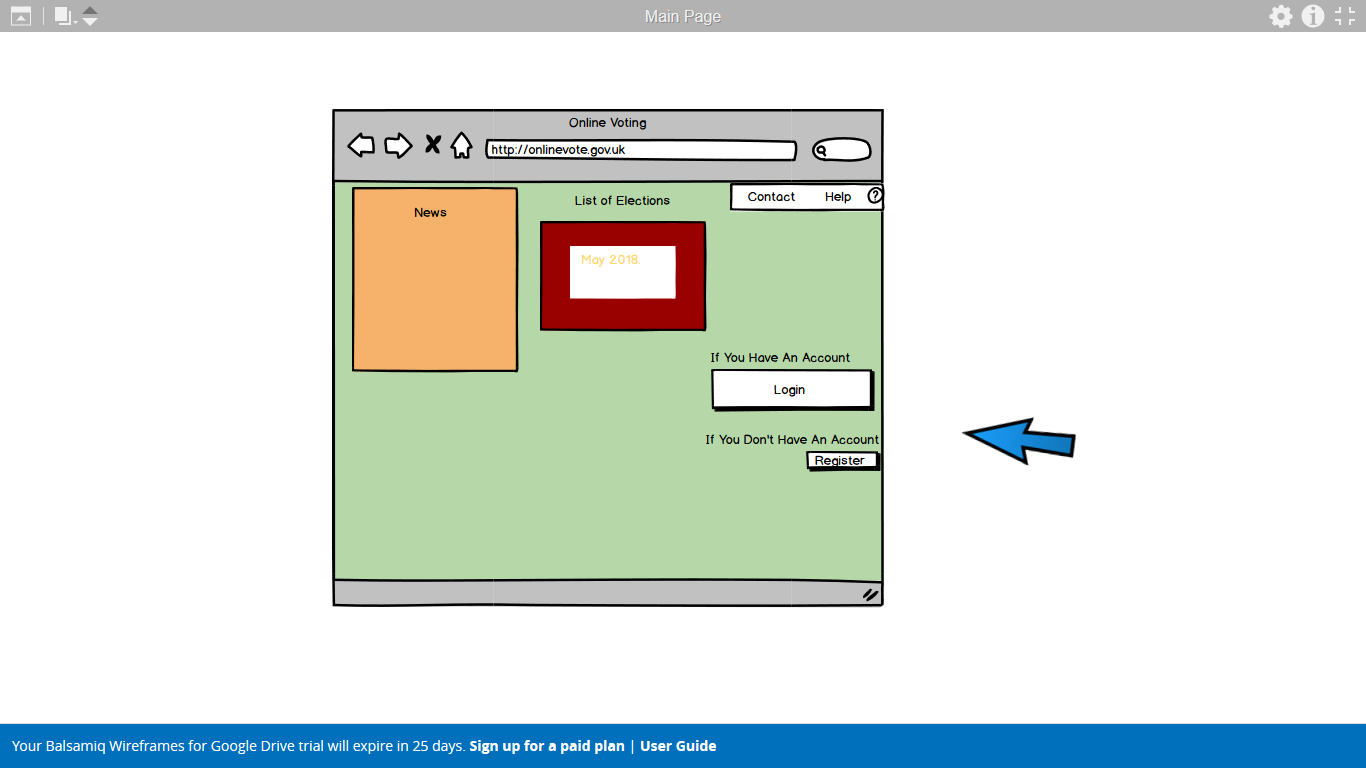 Main Page
Online Voting
http://onlinevote.gov.uk
Contact Help ?
News
List of Elections
May 2018.
If You Have An Account
Login
If You Don't Have An Account
Register
Your Balsamiq Wireframes for Google Drive trial will expire in 25 days. Sign up for a paid plan | User Guide